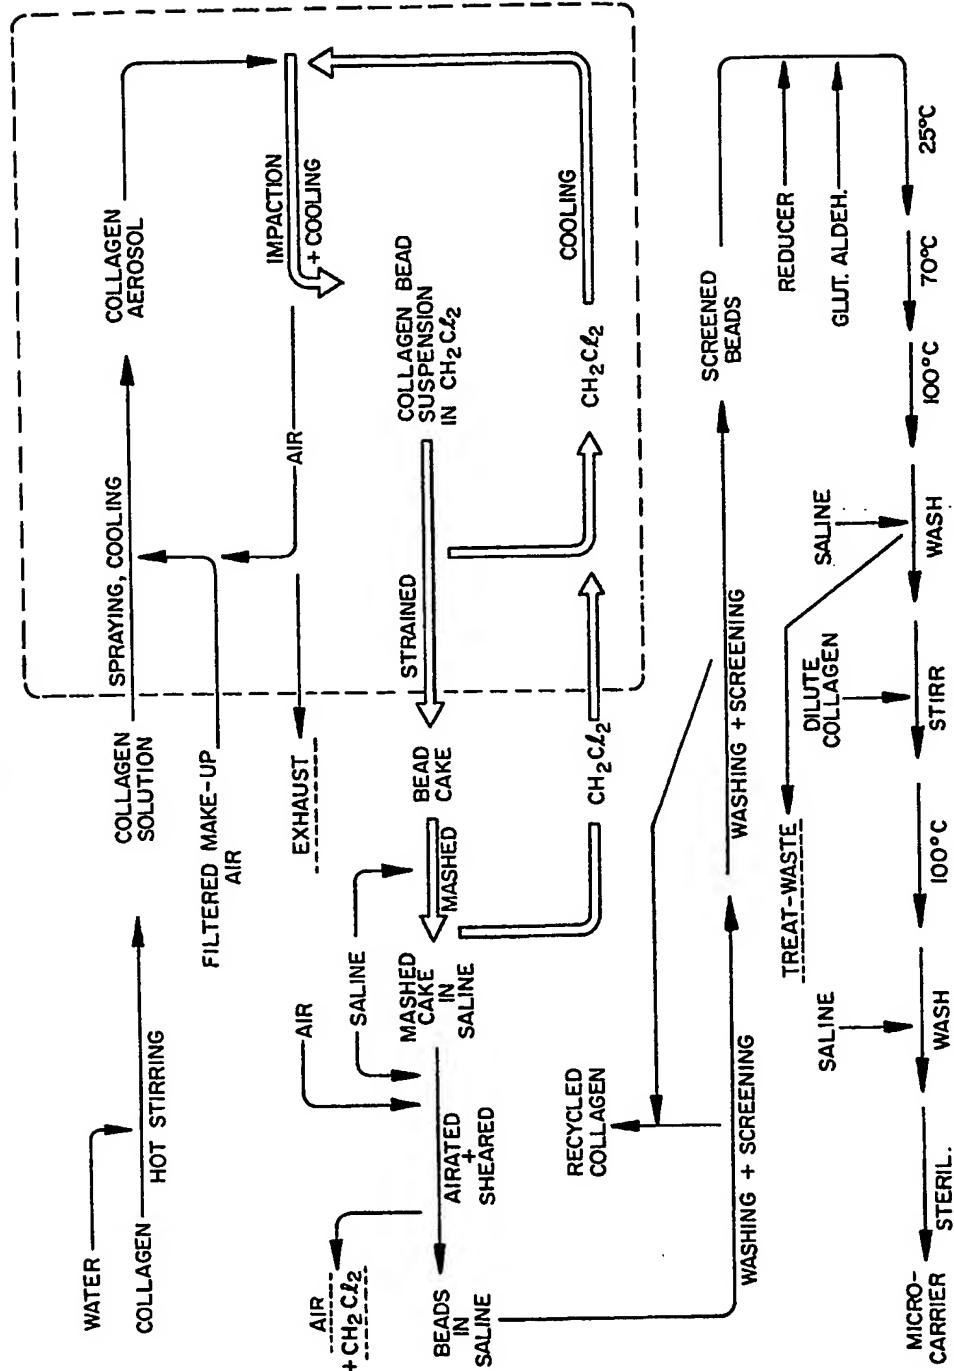 WATER
COLLAGEN
HOT STIRRING
COLLAGEN
SOLUTION
SPRAYING, COOLING
COLLAGEN
AEROSOL
FILTERED MAKE-UP
AIR
AIR
IMPACTION
+ COOLING
EXHAUST
AIR
+ CH2Cl2
AIR
SALINE
BEADS
IN
SALINE
AIRATED
+
SHEARED
MASHED
CAKE
IN
SALINE
MASHED
BEAD
CAKE
STRAINED
COLLAGEN BEAD
SUSPENSION
IN CH2Cl2
CH2Cl2
CH2Cl2
COOLING
RECYCLED
COLLAGEN
WASHING + SCREENING
WASHING + SCREENING
SCREENED
BEADS
REDUCER
GLUT. ALDEH.
25°C
70°C
100°C
SALINE
WASH
TREAT-WASTE
DILUTE
COLLAGEN
STIRR
100°C
SALINE
WASH
STERIL.
MICRO-
CARRIER